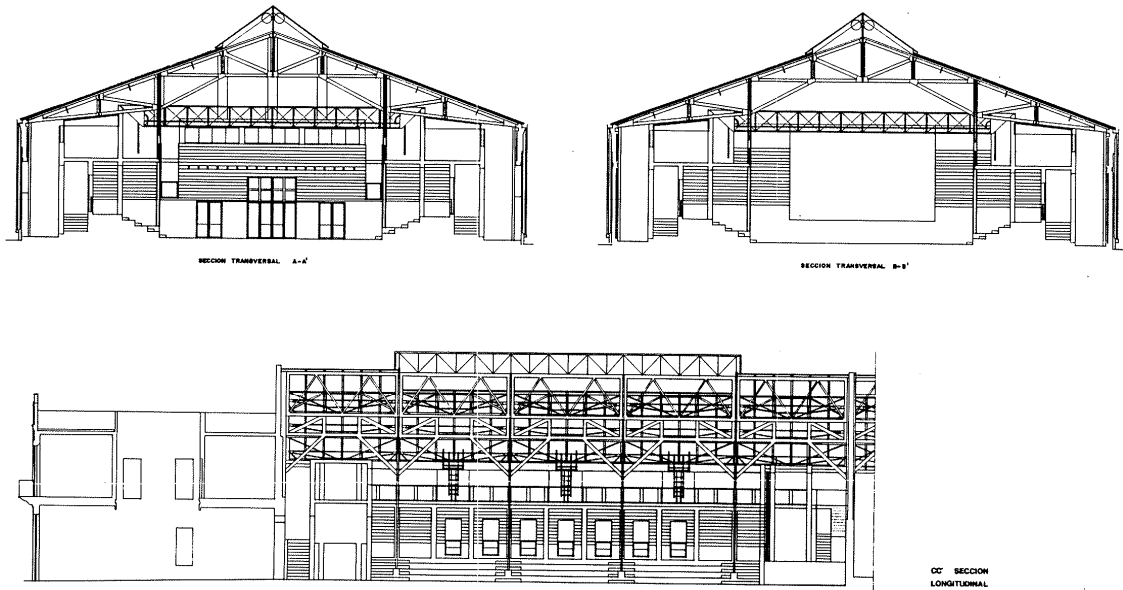 SECCION TRANSVERSAL A-A'
SECCION TRANSVERSAL B-B'
CC' SECCION
LONGITUDINAL